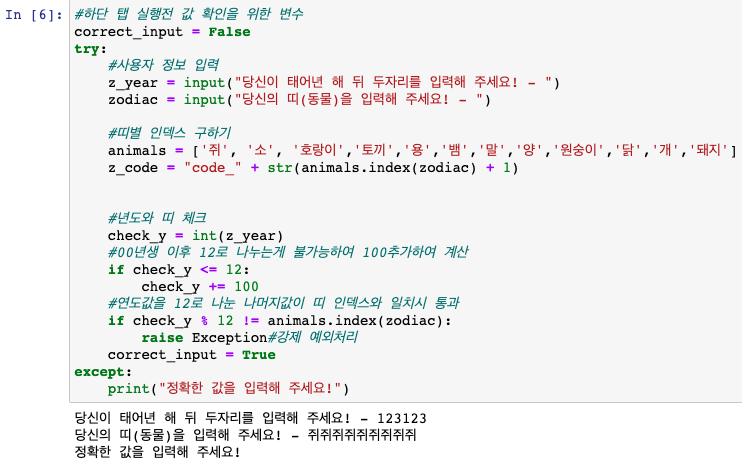 In [6]: #하단 탭 실행전 값 확인을 위한 변수
correct_input = False
try:
    #사용자 정보 입력
    z_year = input("당신이 태어년 해 뒤 두자리를 입력해 주세요! - ")
    zodiac = input("당신의 띠(동물)을 입력해 주세요! - ")
    #띠별 인덱스 구하기
    animals = ['쥐', '소', '호랑이','토끼','용','뱀','말','양','원숭이','닭','개','돼지']
    z_code = "code_" + str(animals.index(zodiac) + 1)
    #년도와 띠 체크
    check_y = int(z_year)
    #00년생 이후 12로 나누는게 불가능하여 100추가하여 계산
    if check_y <= 12:
        check_y += 100
    #연도값을 12로 나눈 나머지값이 띠 인덱스와 일치시 통과
    if check_y % 12 != animals.index(zodiac):
        raise Exception#강제 예외처리
    correct_input = True
except:
    print("정확한 값을 입력해 주세요!")
당신이 태어년 해 뒤 두자리를 입력해 주세요! - 123123
당신의 띠(동물)을 입력해 주세요! - 쥐쥐쥐쥐쥐쥐쥐쥐쥐
정확한 값을 입력해 주세요!